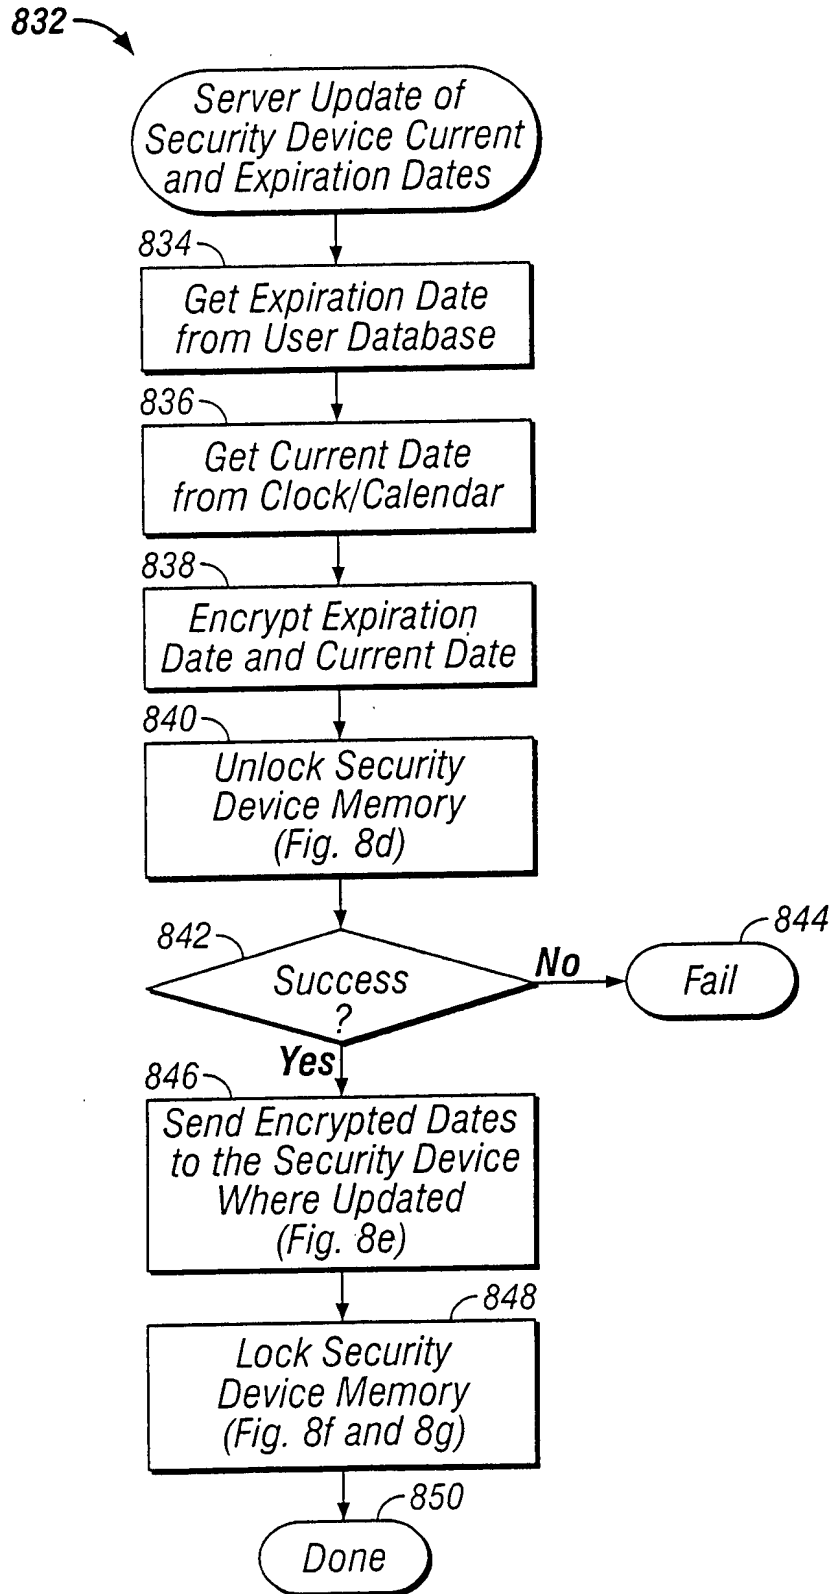 832
Server Update of
Security Device Current
and Expiration Dates
834
Get Expiration Date
from User Database
836
Get Current Date
from Clock/Calendar
838
Encrypt Expiration
Date and Current Date
840
Unlock Security
Device Memory
(Fig. 8d)
842
Success
?
No
844
Fail
Yes
846
Send Encrypted Dates
to the Security Device
Where Updated
(Fig. 8e)
848
Lock Security
Device Memory
(Fig. 8f and 8g)
850
Done